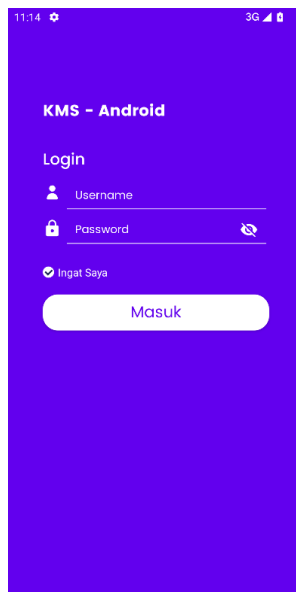 11:14 3G
KMS - Android
Login
Username
Password
Ingat Saya
Masuk